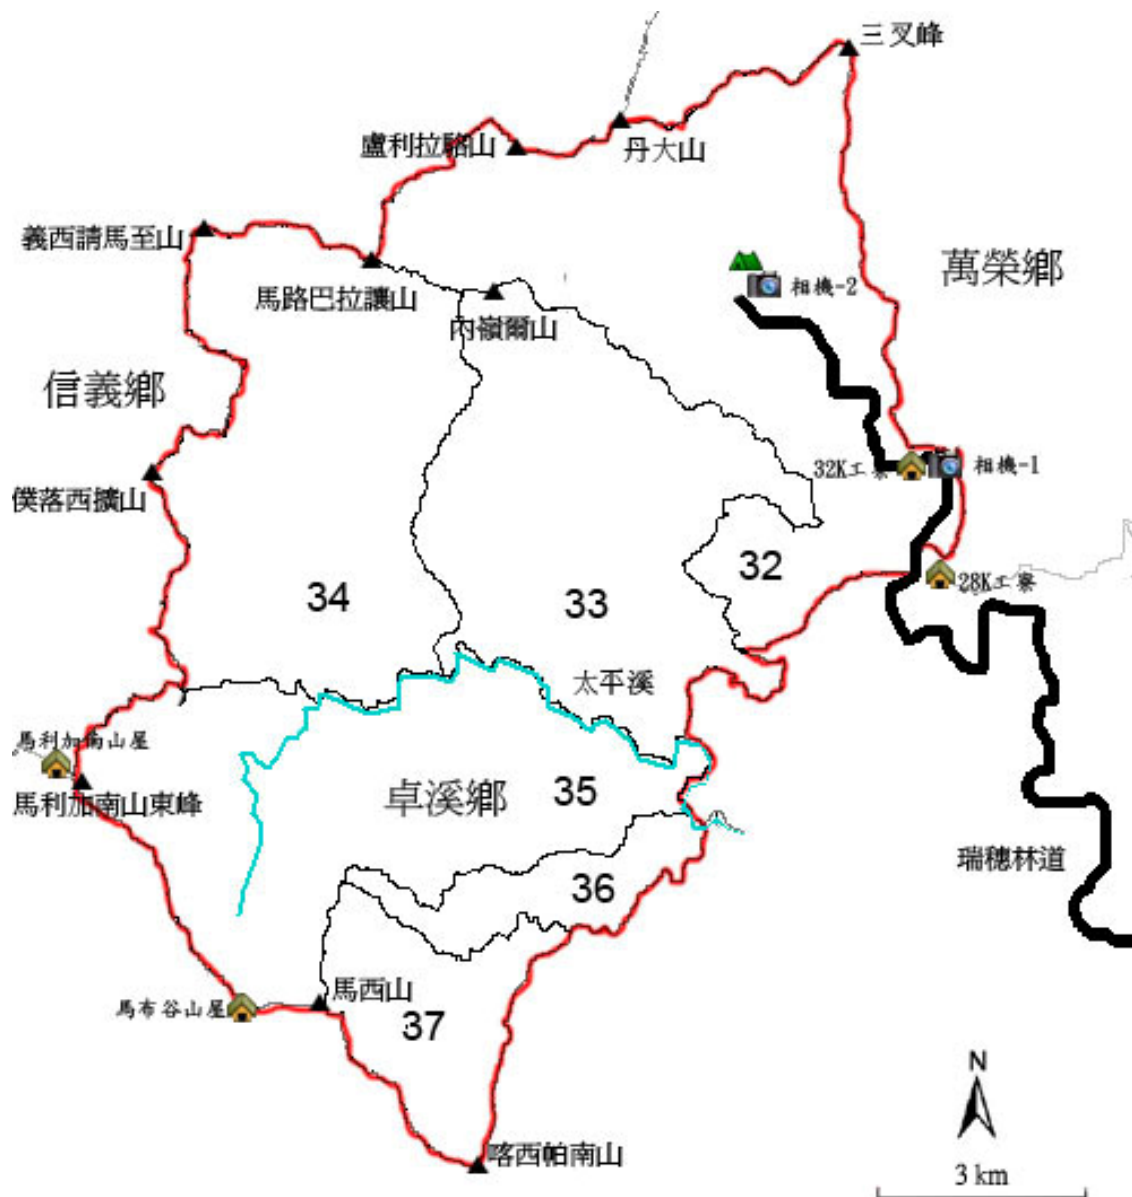 三叉峰
盧利拉駱山
丹大山
義西請馬至山
萬榮鄉
相機-2
馬路巴拉讓山
內嶺爾山
信義鄉
32K工寮
相機-1
僕落西擴山
32
28K工寮
34
33
太平溪
馬利加南山屋
馬利加南山東峰
卓溪鄉
35
瑞穗林道
36
馬西山
馬布谷山屋
37
N
喀西帕南山
3 km